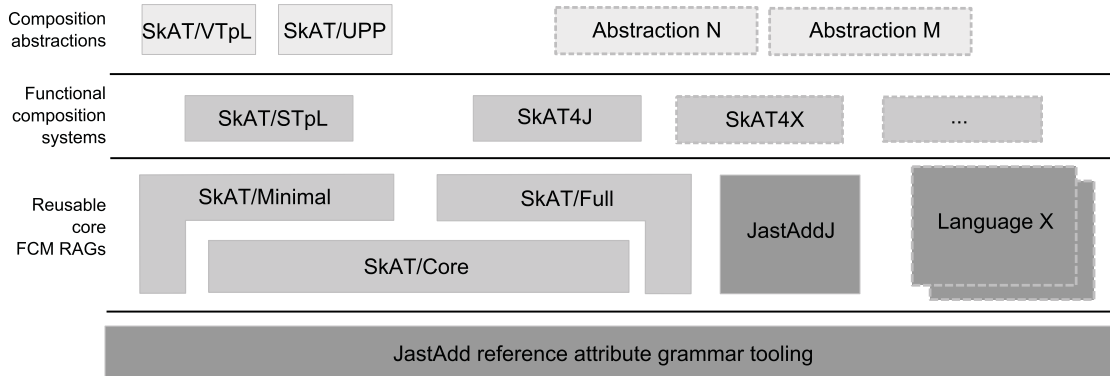 Composition
abstractions
SkAT/VTpL
SkAT/UPP
Abstraction N
Abstraction M
Functional
composition
systems
SkAT/STpL
SkAT4J
SkAT4X
...
Reusable
core
FCM RAGs
SkAT/Minimal
SkAT/Full
SkAT/Core
JastAddJ
Language X
JastAdd reference attribute grammar tooling